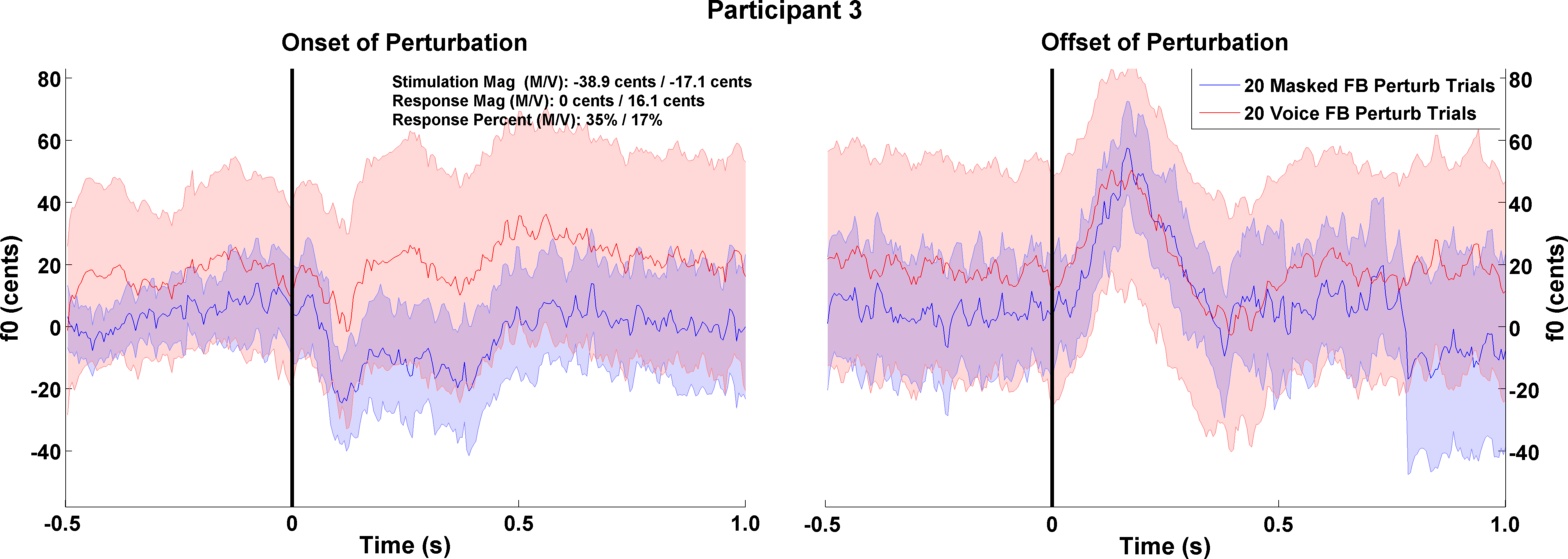 Participant 3
Onset of Perturbation
Stimulation Mag (M/V): -38.9 cents / -17.1 cents
Response Mag (M/V): 0 cents / 16.1 cents
Response Percent (M/V): 35% / 17%
f0 (cents)
80
60
40
20
0
-20
-40
-0.5
0
0.5
1.0
Time (s)
Offset of Perturbation
20 Masked FB Perturb Trials
20 Voice FB Perturb Trials
80
60
40
20
0
-20
-40
f0 (cents)
-0.5
0
0.5
1.0
Time (s)